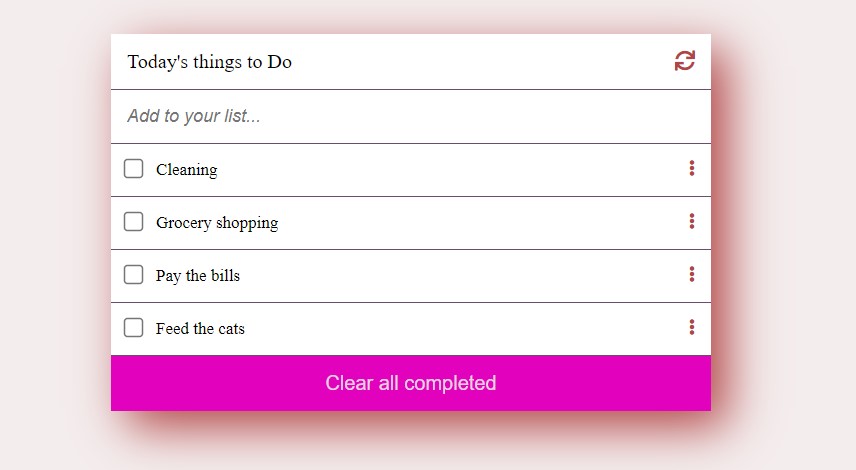 Today's things to Do
Add to your list...
Cleaning
Grocery shopping
Pay the bills
Feed the cats
Clear all completed